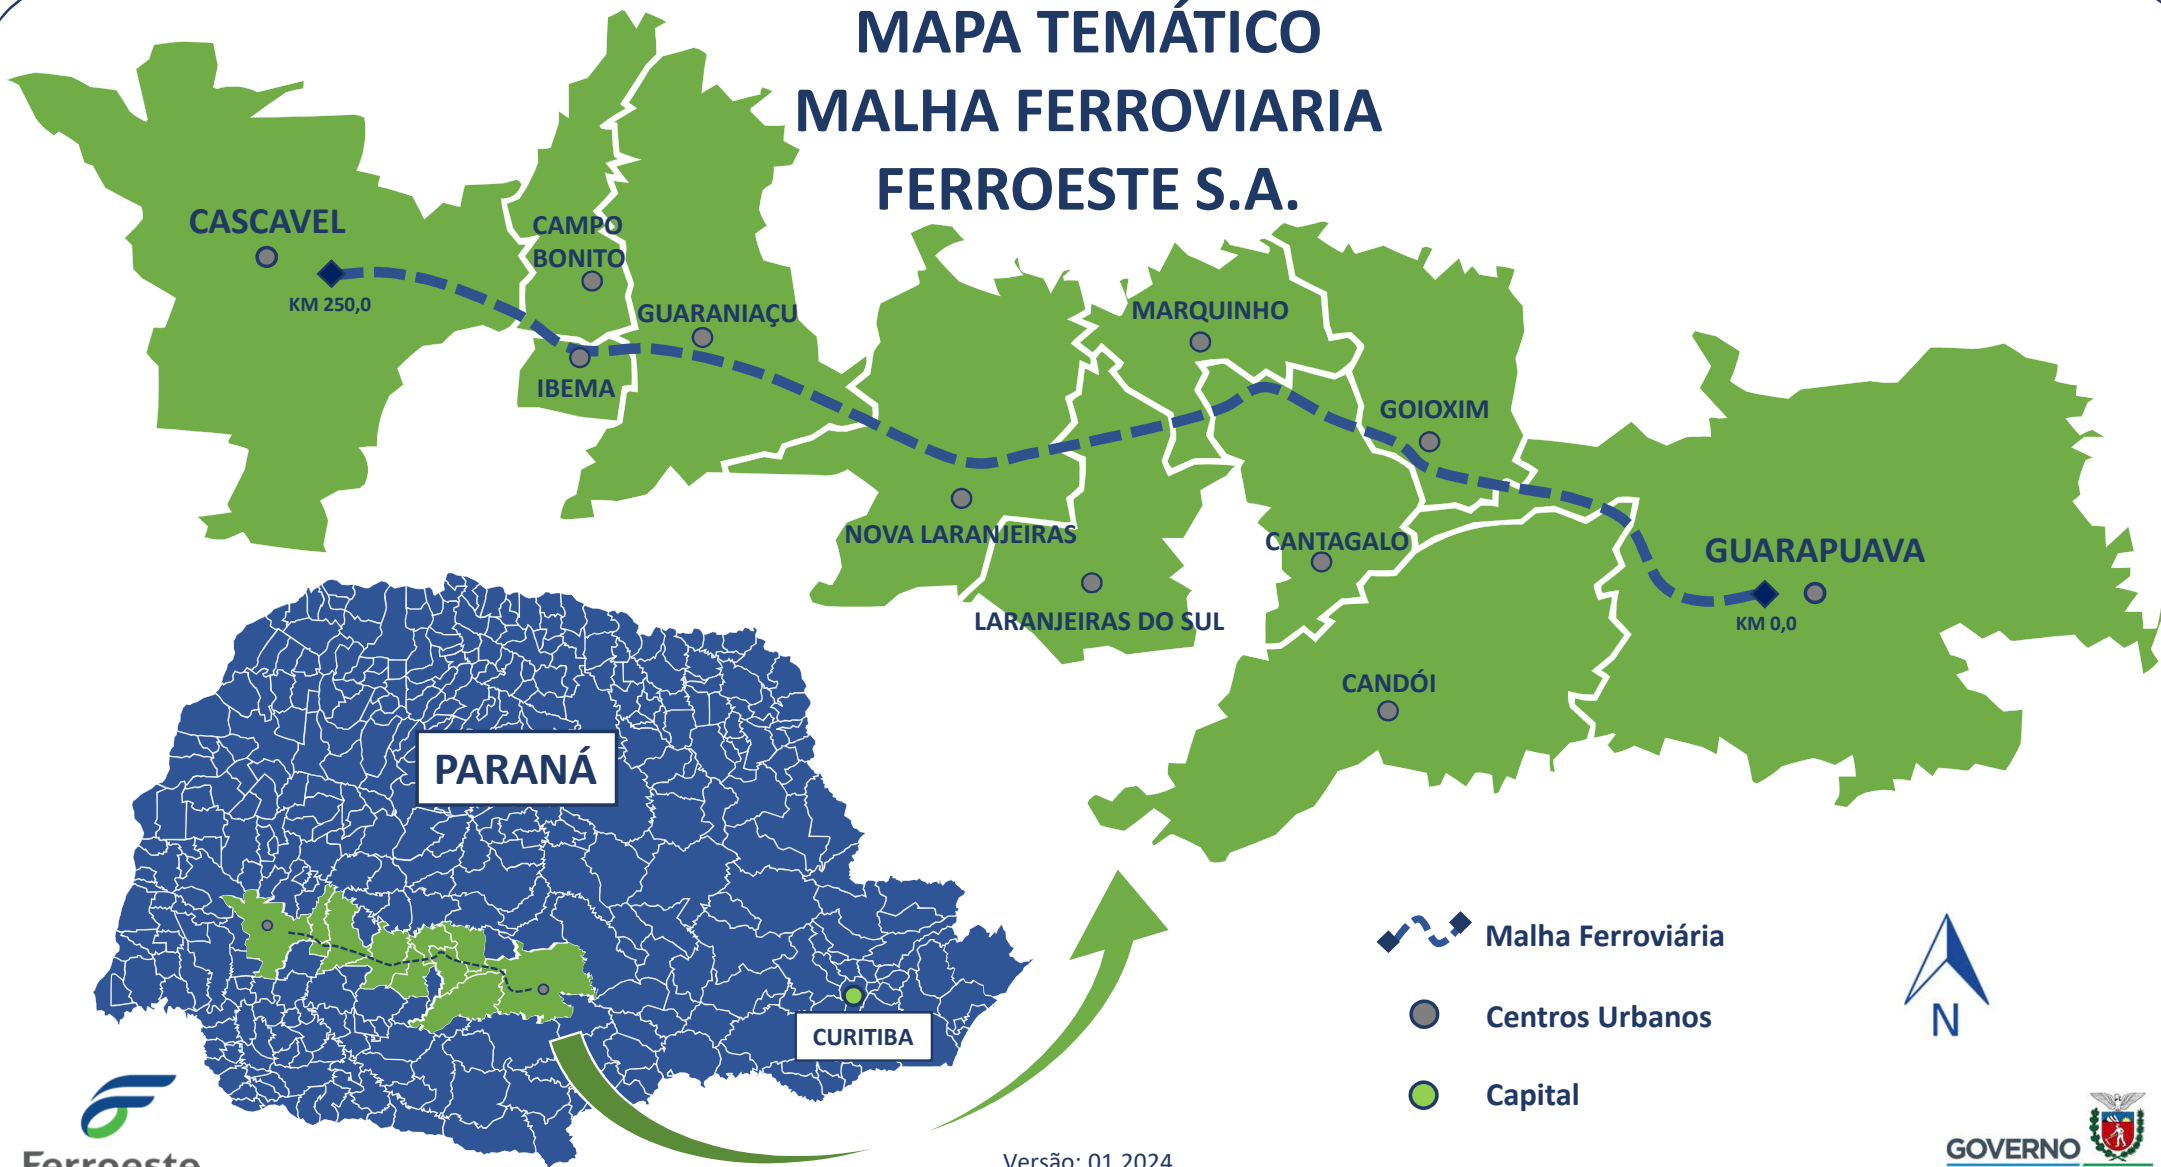 MAPA TEMÁTICO
MALHA FERROVIARIA
FERROESTE S.A.
CASCAVEL
KM 250,0
CAMPO
BONITO
GUARANIAÇU
IBEMA
MARQUINHO
GOIOXIM
NOVA LARANJEIRAS
CANTAGALO
LARANJEIRAS DO SUL
GUARAPUAVA
KM 0,0
CANDÓI
PARANÁ
CURITIBA
Malha Ferroviária
Centros Urbanos
Capital
N
Ferroeste
Versão: 01.2024
GOVERNO